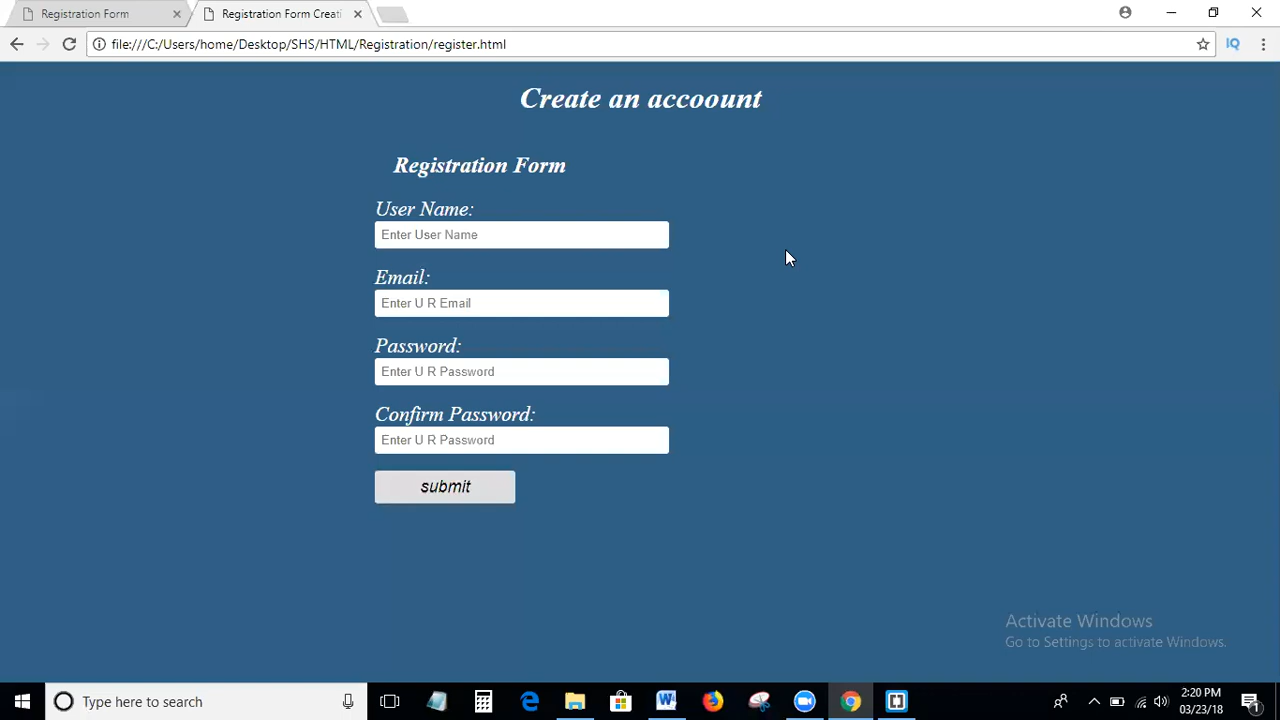 Registration Form
Registration Form Creati
file:///C:/Users/home/Desktop/SHS/HTML/Registration/register.html
IQ
Create an accoount
Registration Form
User Name:
Enter User Name
Email:
Enter U R Email
Password:
Enter U R Password
Confirm Password:
Enter U R Password
submit
Activate Windows
Go to Settings to activate Windows.
Type here to search
2:20 PM
03/23/18
1